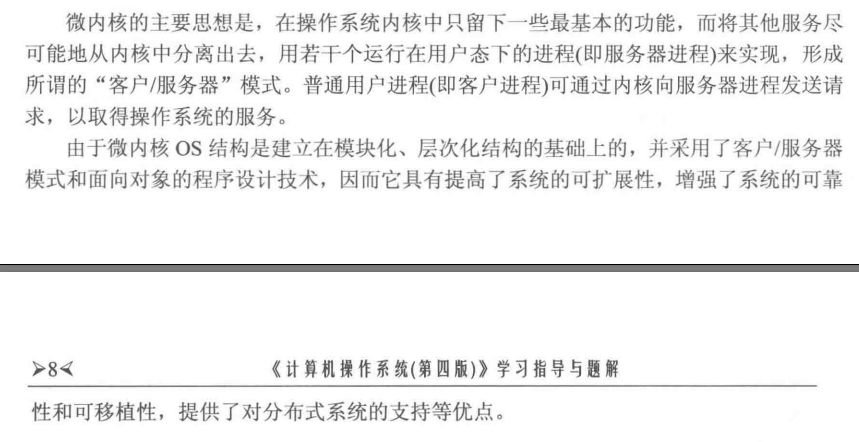 微内核的主要思想是，在操作系统内核中只留下一些最基本的功能，而将其他服务尽
可能地从内核中分离出去，用若干个运行在用户态下的进程(即服务器进程)来实现，形成
所谓的“客户/服务器”模式。普通用户进程(即客户进程)可通过内核向服务器进程发送请
求，以取得操作系统的服务。
由于微内核 OS 结构是建立在模块化、层次化结构的基础上的，并采用了客户/服务器
模式和面向对象的程序设计技术，因而它具有提高了系统的可扩展性，增强了系统的可靠
➢8⮘ 《计算机操作系统(第四版)》学习指导与题解
性和可移植性，提供了对分布式系统的支持等优点。